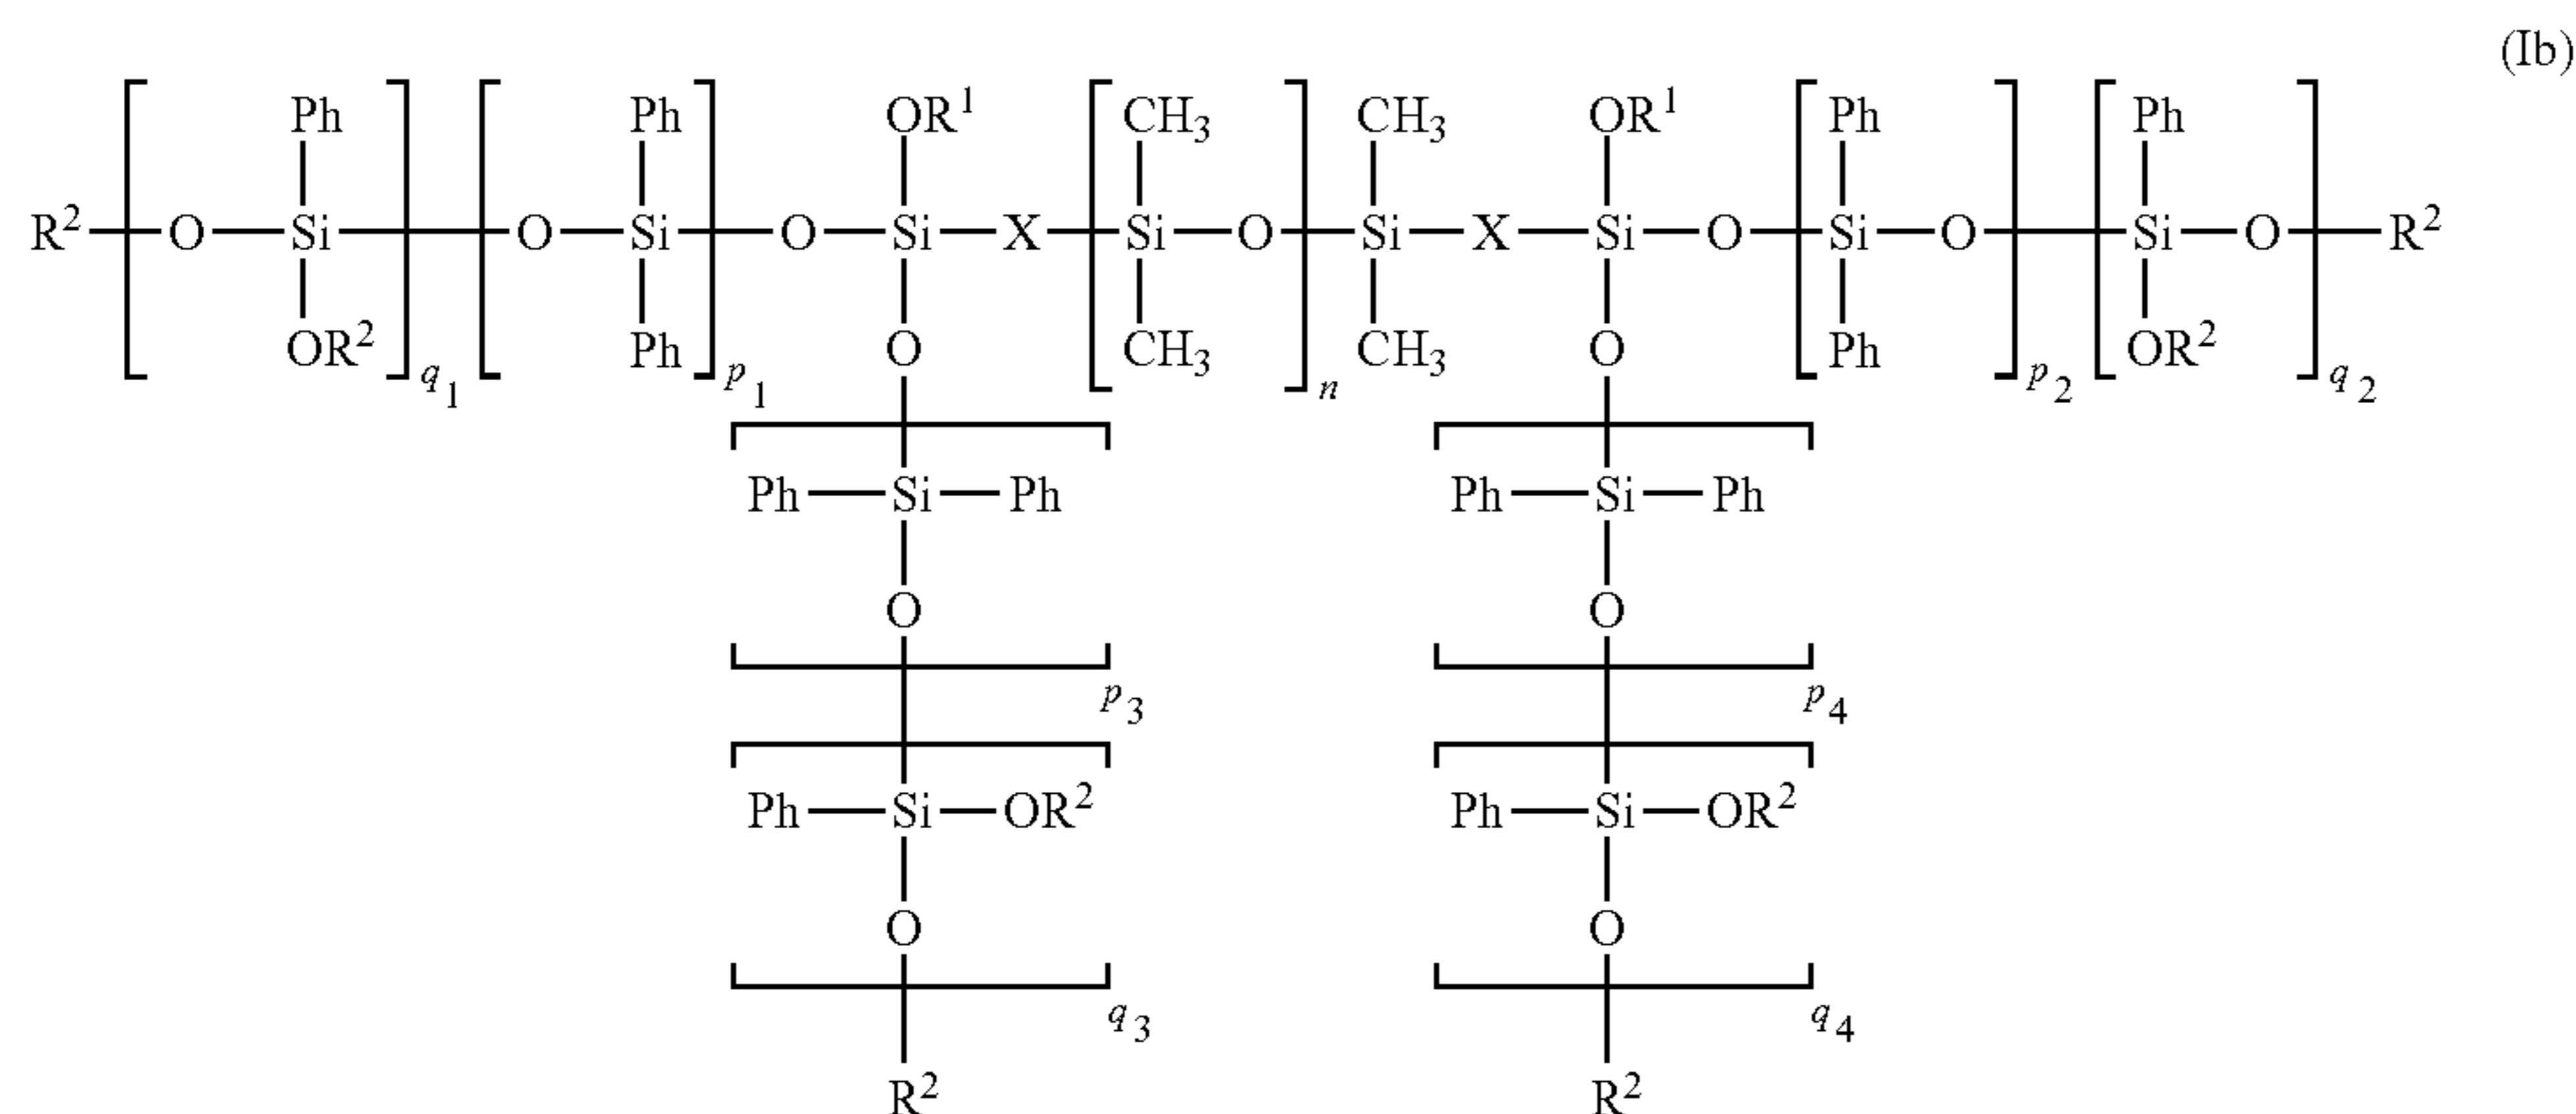 (Ib)
Ph Ph OR¹ CH₃ CH₃ OR¹ Ph Ph
R² O Si O Si O Si X Si O Si X Si O Si O Si O R²
OR² Ph O CH₃ CH₃ O Ph OR²
q₁ p₁ n p₂ q₂
Ph Si Ph Ph Si Ph
O O
p₃ p₄
Ph Si OR² Ph Si OR²
O O
q₃ q₄
R² R²